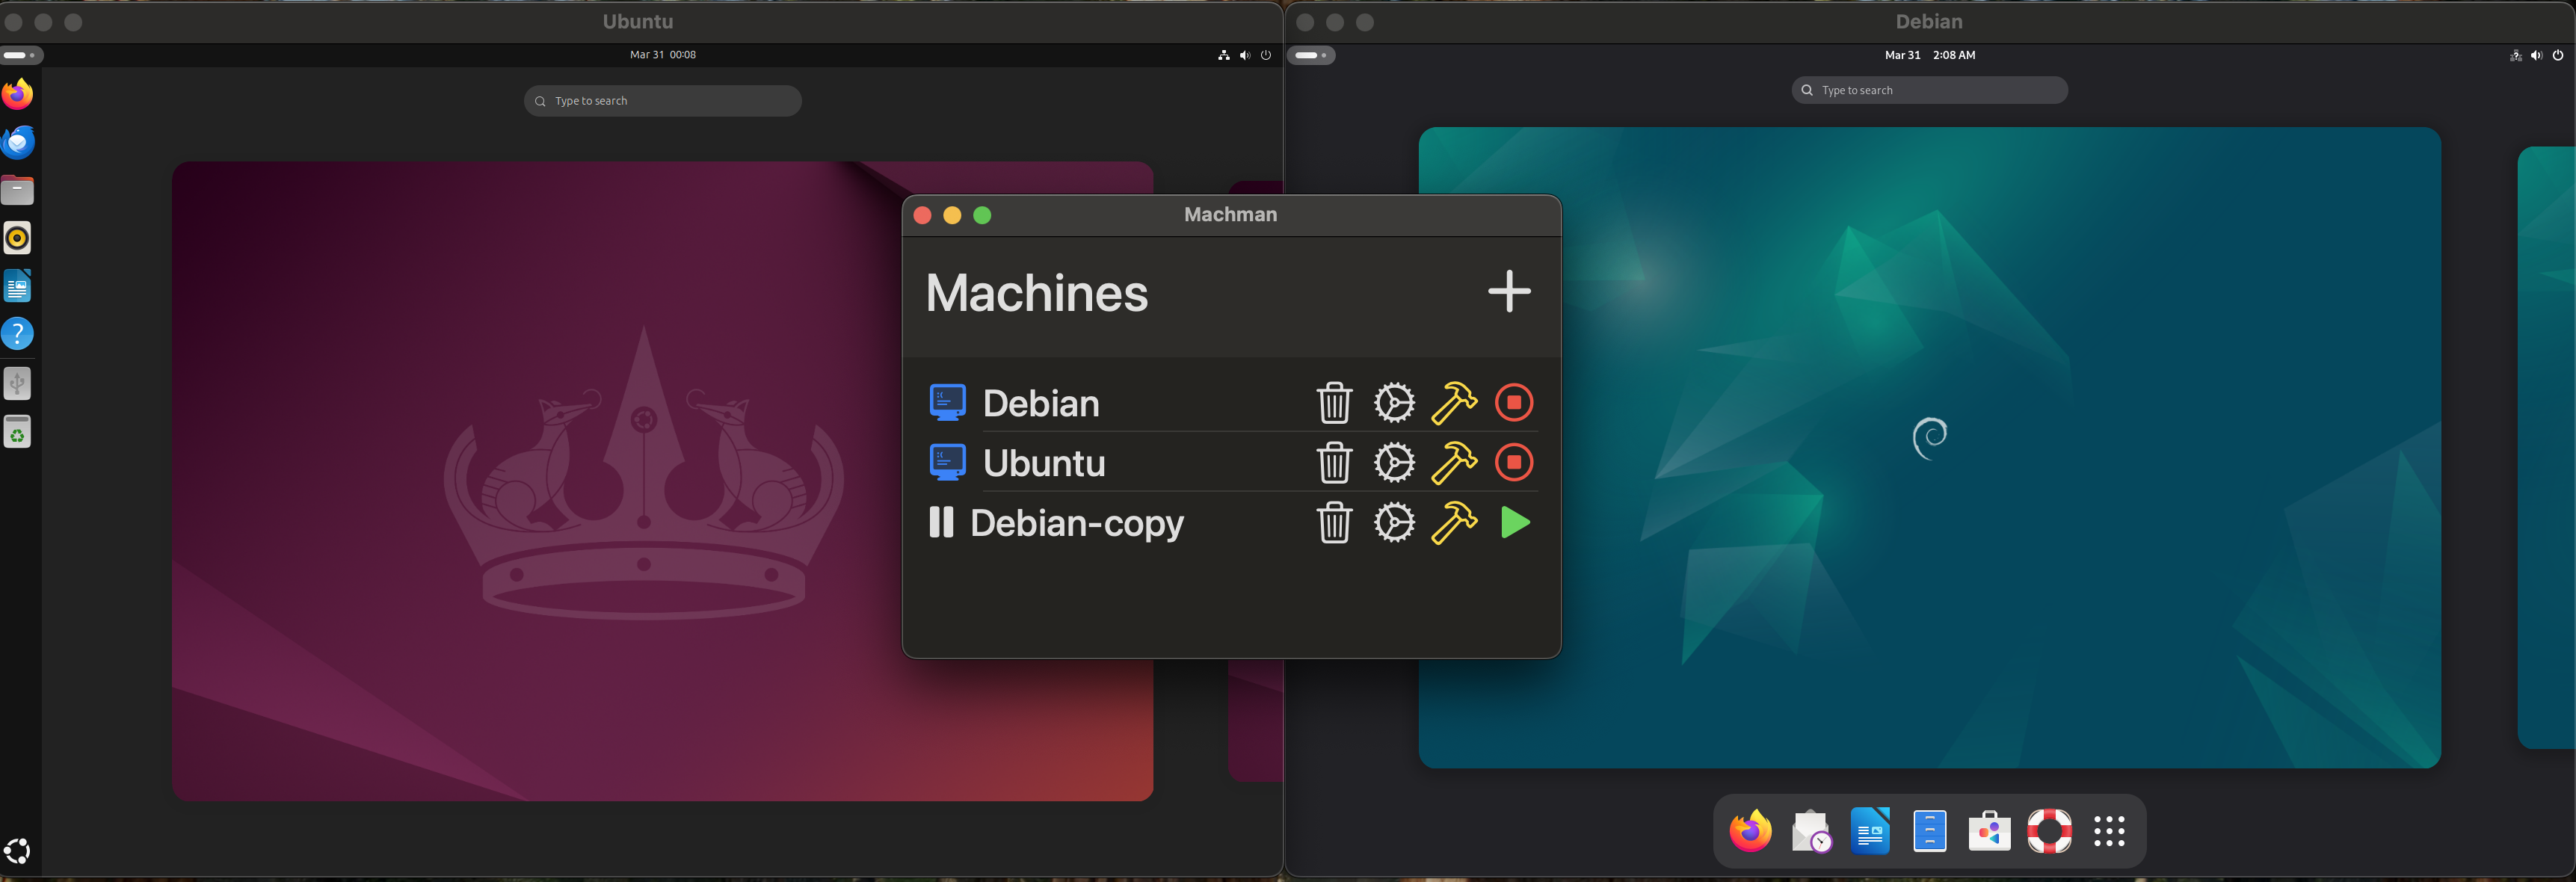 Ubuntu
Mar 31 00:08
Type to search
Debian
Mar 31 2:08 AM
Type to search
Machman
Machines
Debian
Ubuntu
Debian-copy